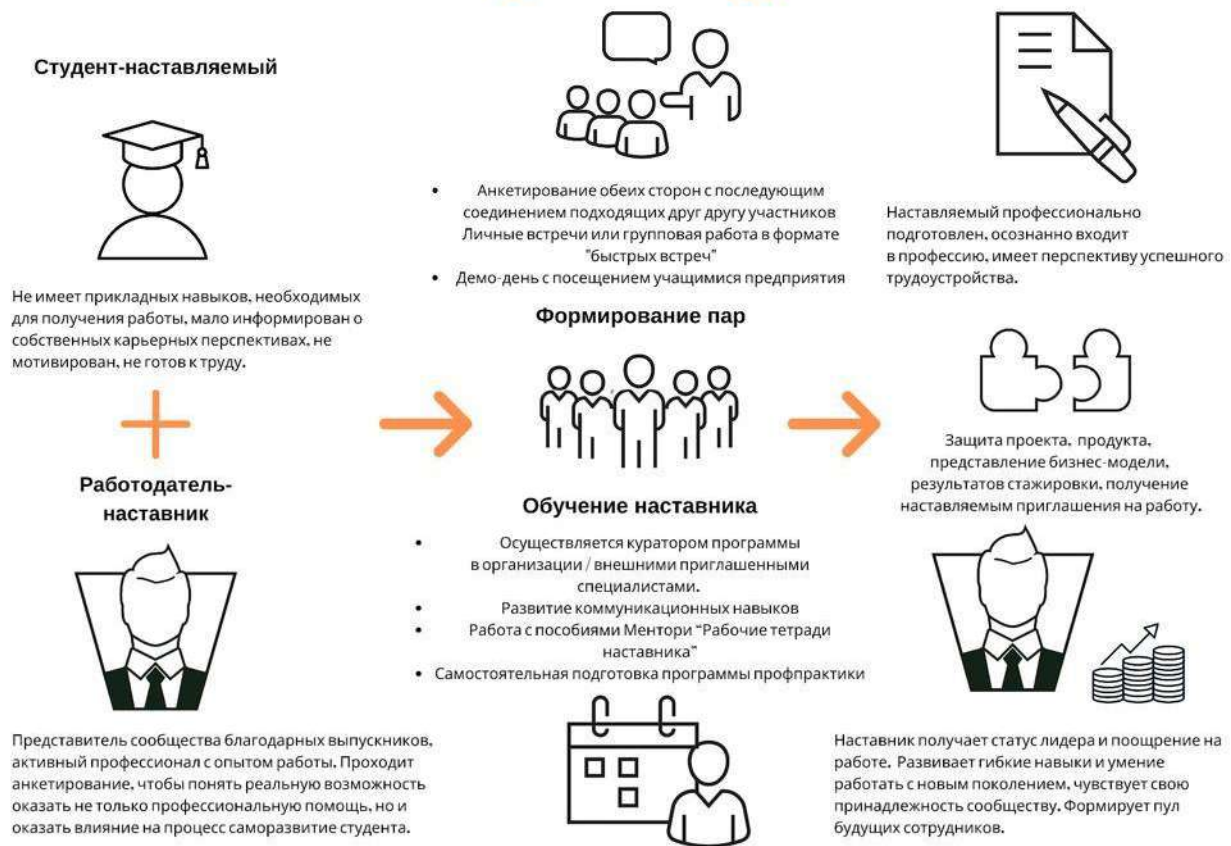 Студент-наставляемый
Не имеет прикладных навыков, необходимых
для получения работы, мало информирован о
собственных карьерных перспективах, не
мотивирован, не готов к труду.
Работодатель-
наставник
Представитель сообщества благодарных выпускников,
активный профессионал с опытом работы. Проходит
анкетирование, чтобы понять реальную возможность
оказать не только профессиональную помощь, но и
оказать влияние на процесс саморазвитие студента.
• Анкетирование обеих сторон с последующим
соединением подходящих друг другу участников
Личные встречи или групповая работа в формате
"быстрых встреч"
• Демо-день с посещением учащимися предприятия
Формирование пар
Обучение наставника
• Осуществляется куратором программы
в организации / внешними приглашенными
специалистами.
• Развитие коммуникационных навыков
• Работа с пособиями Ментори “Рабочие тетради
наставника”
• Самостоятельная подготовка программы профпрактики
Наставляемый профессионально
подготовлен, осознанно входит
в профессию, имеет перспективу успешного
трудоустройства.
Защита проекта, продукта,
представление бизнес-модели,
результатов стажировки, получение
наставляемым приглашения на работу.
Наставник получает статус лидера и поощрение на
работе. Развивает гибкие навыки и умение
работать с новым поколением, чувствует свою
принадлежность сообществу. Формирует пул
будущих сотрудников.